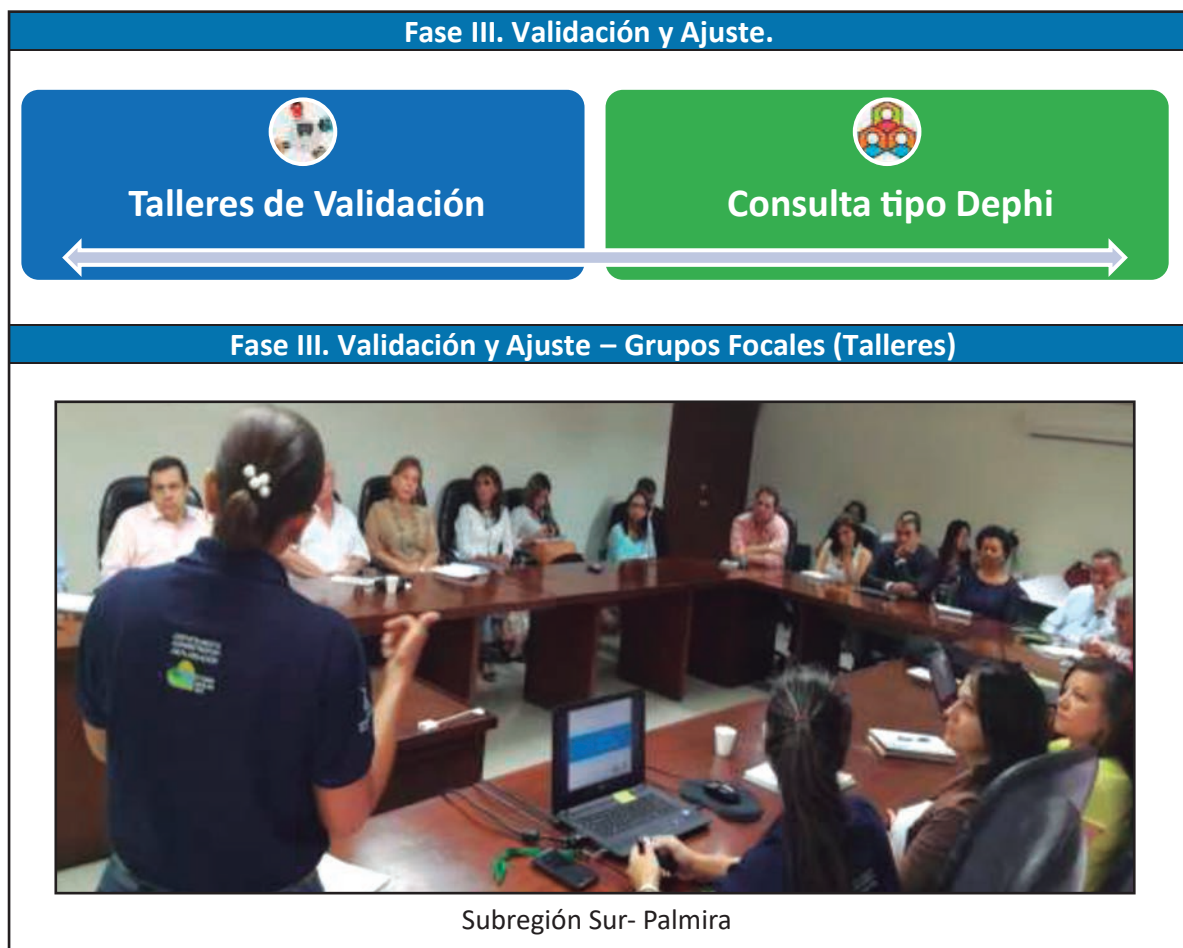 Fase III. Validación y Ajuste.
Talleres de Validación
Consulta tipo Dephi
Fase III. Validación y Ajuste – Grupos Focales (Talleres)
Subregión Sur- Palmira